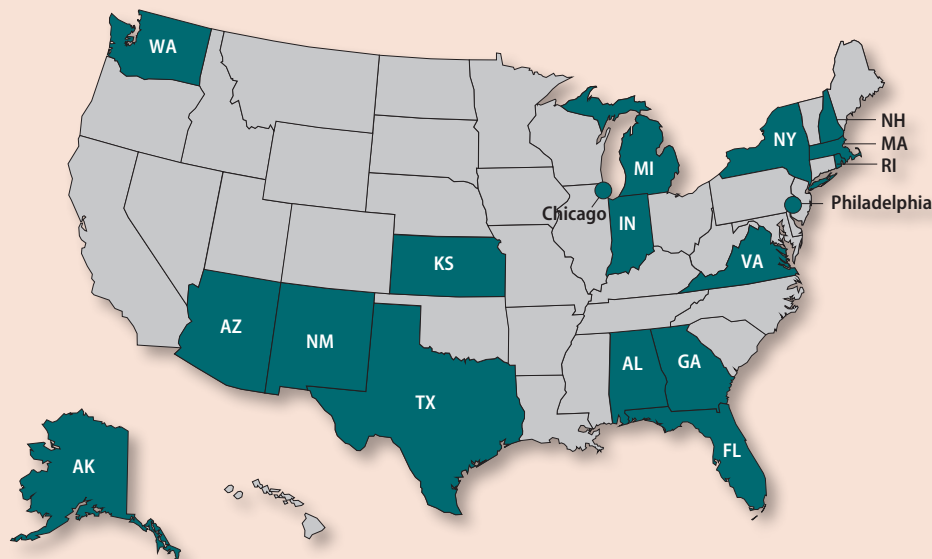 WA
NH
NY
MA
RI
MI
Chicago
Philadelphia
IN
KS
VA
AZ
NM
AL
GA
TX
FL
AK